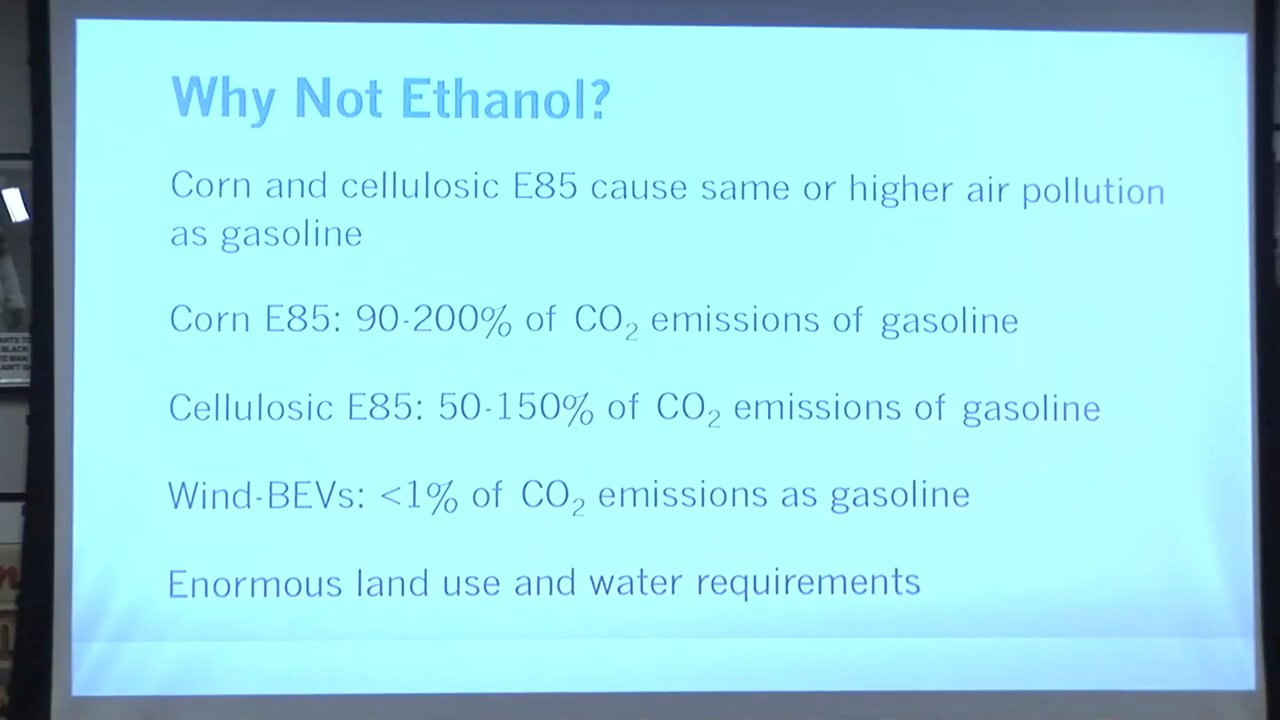 Why Not Ethanol?
Corn and cellulosic E85 cause same or higher air pollution
as gasoline
Corn E85: 90-200% of CO₂ emissions of gasoline
Cellulosic E85: 50-150% of CO₂ emissions of gasoline
Wind-BEVs: <1% of CO₂ emissions as gasoline
Enormous land use and water requirements
BLACK